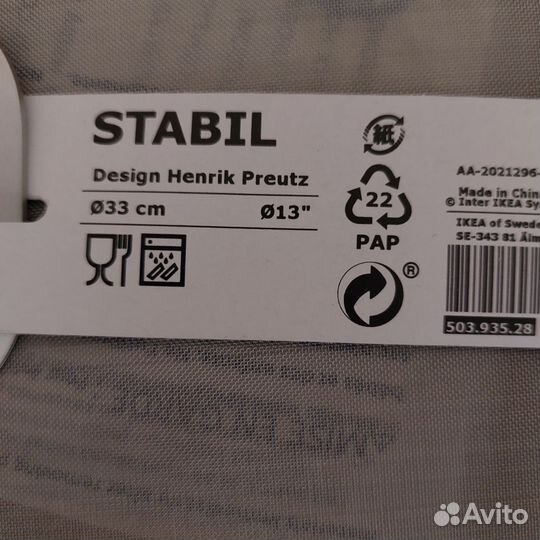 STABIL
Design Henrik Preutz
Ø33 cm Ø13"
紙
22
PAP
®
AA-2021296-
Made in Chin
© Inter IKEA Sy
IKEA of Swede
SE-343 81 Älm
503.935.28
Avito